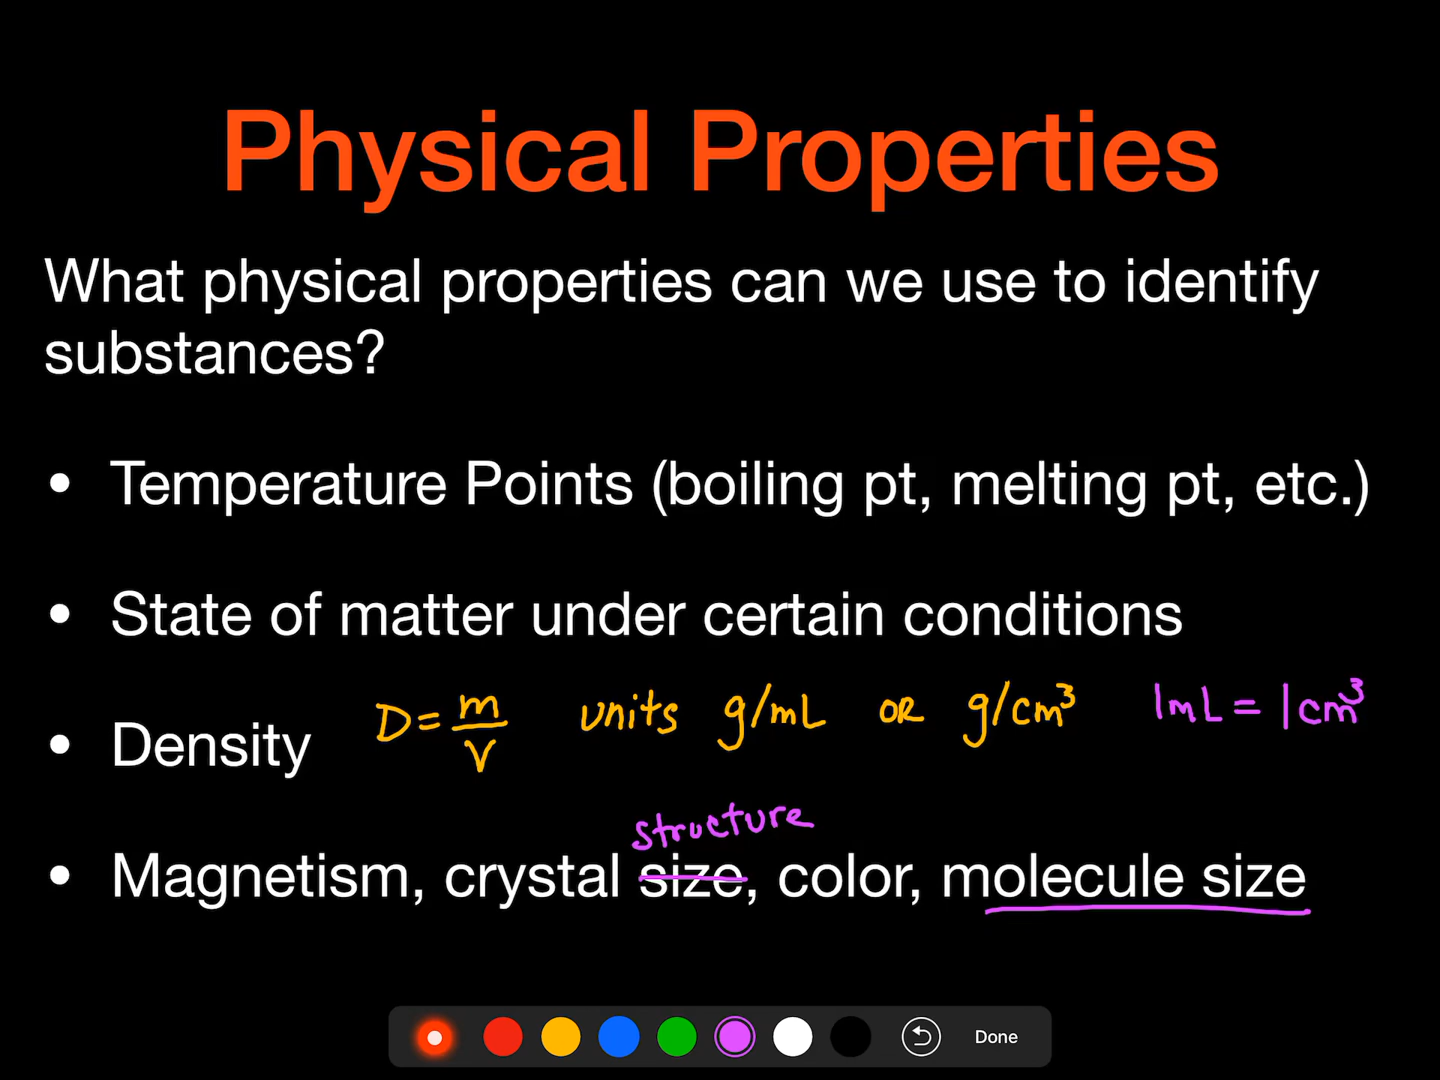 Physical Properties
What physical properties can we use to identify
substances?
• Temperature Points (boiling pt, melting pt, etc.)
• State of matter under certain conditions
• Density D = m/V units g/mL or g/cm³ 1mL = 1cm³
structure
• Magnetism, crystal size, color, molecule size
Done